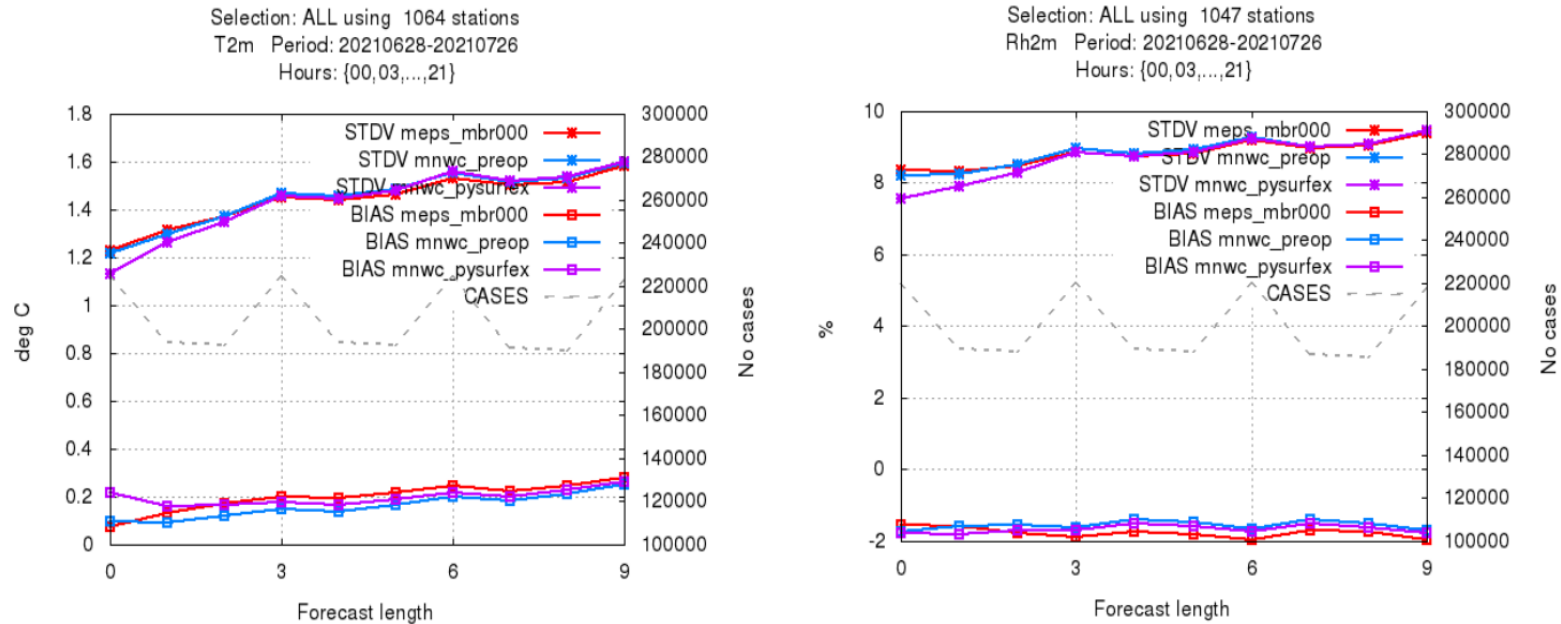 Selection: ALL using 1064 stations
T2m Period: 20210628-20210726
Hours: {00,03,...,21}
1.8
1.6
1.4
1.2
1
0.8
0.6
0.4
0.2
0
deg C
300000
280000
260000
240000
220000
200000
180000
160000
140000
120000
100000
No cases
STDV meps_mbr000
STDV mnwc_preop
STDV mnwc_pysurfex
BIAS meps_mbr000
BIAS mnwc_preop
BIAS mnwc_pysurfex
CASES
0 3 6 9
Forecast length
Selection: ALL using 1047 stations
Rh2m Period: 20210628-20210726
Hours: {00,03,...,21}
10
8
6
4
2
0
-2
%
300000
280000
260000
240000
220000
200000
180000
160000
140000
120000
100000
No cases
STDV meps_mbr000
STDV mnwc_preop
STDV mnwc_pysurfex
BIAS meps_mbr000
BIAS mnwc_preop
BIAS mnwc_pysurfex
CASES
0 3 6 9
Forecast length